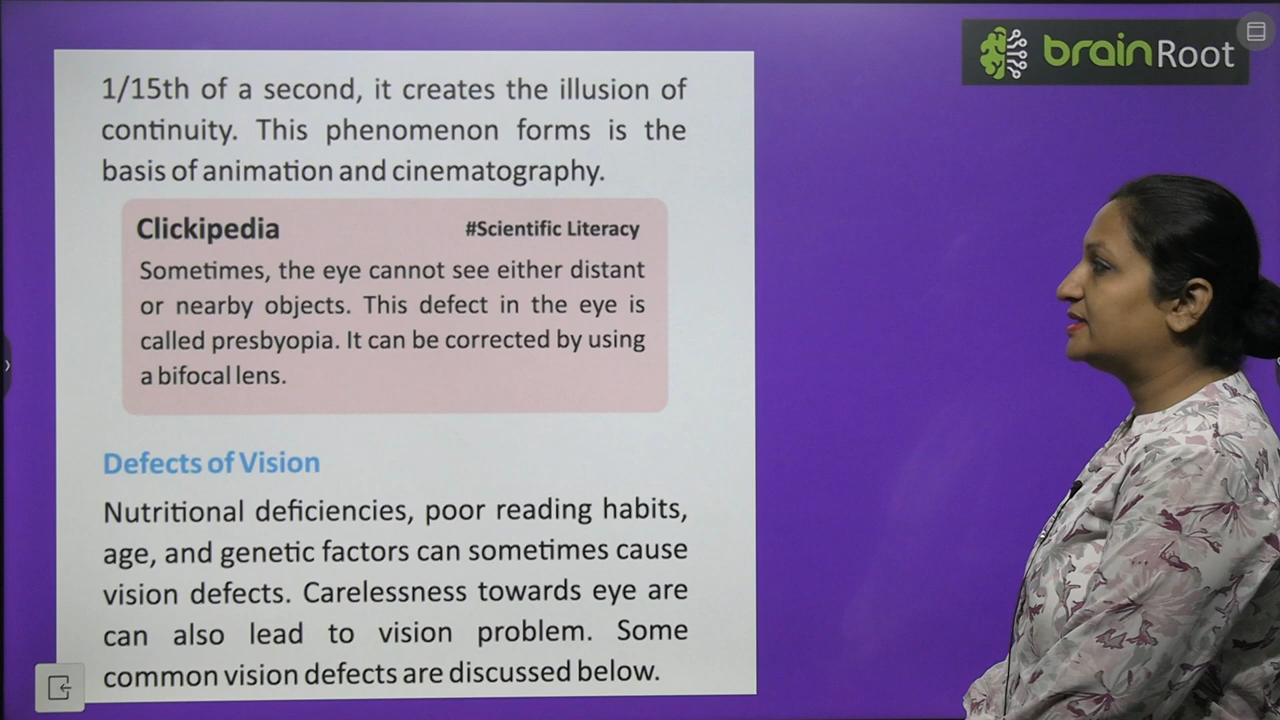 brainRoot
1/15th of a second, it creates the illusion of
continuity. This phenomenon forms is the
basis of animation and cinematography.
Clickipedia #Scientific Literacy
Sometimes, the eye cannot see either distant
or nearby objects. This defect in the eye is
called presbyopia. It can be corrected by using
a bifocal lens.
Defects of Vision
Nutritional deficiencies, poor reading habits,
age, and genetic factors can sometimes cause
vision defects. Carelessness towards eye are
can also lead to vision problem. Some
common vision defects are discussed below.